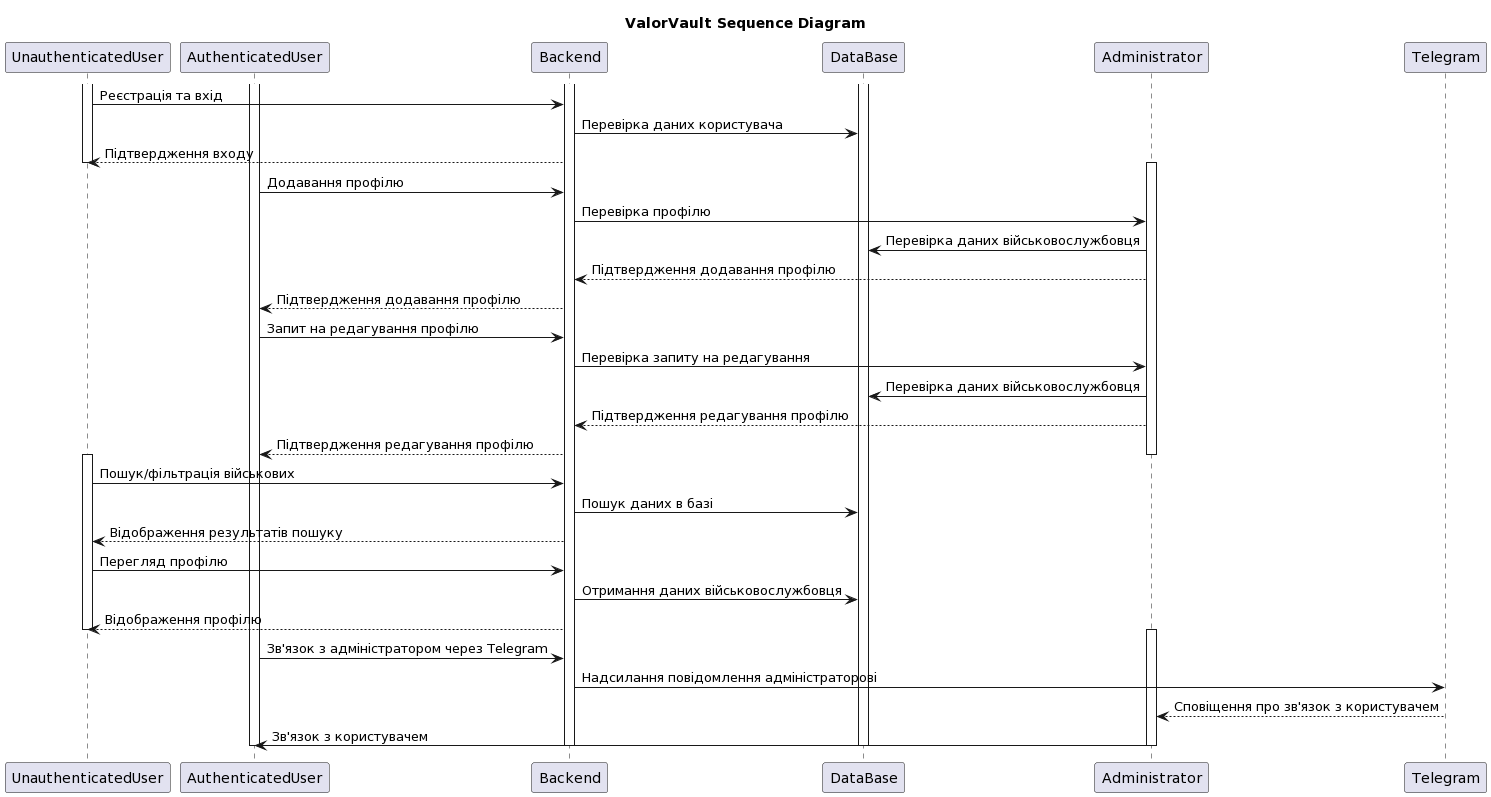 ValorVault Sequence Diagram
UnauthenticatedUser AuthenticatedUser Backend DataBase Administrator Telegram
Реєстрація та вхід
Перевірка даних користувача
Підтвердження входу
Додавання профілю
Перевірка профілю
Перевірка даних військовослужбовця
Підтвердження додавання профілю
Підтвердження додавання профілю
Запит на редагування профілю
Перевірка запиту на редагування
Перевірка даних військовослужбовця
Підтвердження редагування профілю
Підтвердження редагування профілю
Пошук/фільтрація військових
Пошук даних в базі
Відображення результатів пошуку
Перегляд профілю
Отримання даних військовослужбовця
Відображення профілю
Зв'язок з адміністратором через Telegram
Надсилання повідомлення адміністраторові
Сповіщення про зв'язок з користувачем
Зв'язок з користувачем
UnauthenticatedUser AuthenticatedUser Backend DataBase Administrator Telegram